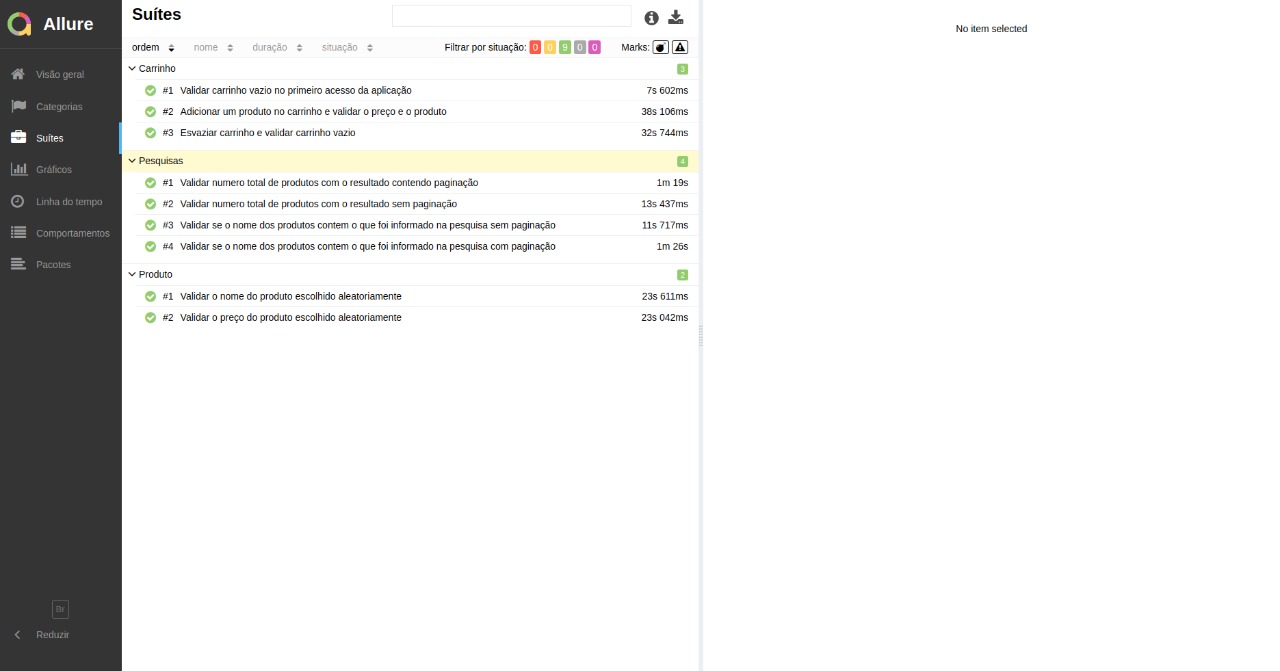 Allure
Visão geral
Categorias
Suítes
Gráficos
Linha do tempo
Comportamentos
Pacotes
Br
Reduzir
Suítes
ordem nome duração situação Filtrar por situação: 0 0 9 0 0 Marks:
Carrinho 3
#1 Validar carrinho vazio no primeiro acesso da aplicação 7s 602ms
#2 Adicionar um produto no carrinho e validar o preço e o produto 38s 106ms
#3 Esvaziar carrinho e validar carrinho vazio 32s 744ms
Pesquisas 4
#1 Validar numero total de produtos com o resultado contendo paginação 1m 19s
#2 Validar numero total de produtos com o resultado sem paginação 13s 437ms
#3 Validar se o nome dos produtos contem o que foi informado na pesquisa sem paginação 11s 717ms
#4 Validar se o nome dos produtos contem o que foi informado na pesquisa com paginação 1m 26s
Produto 2
#1 Validar o nome do produto escolhido aleatoriamente 23s 611ms
#2 Validar o preço do produto escolhido aleatoriamente 23s 042ms
No item selected